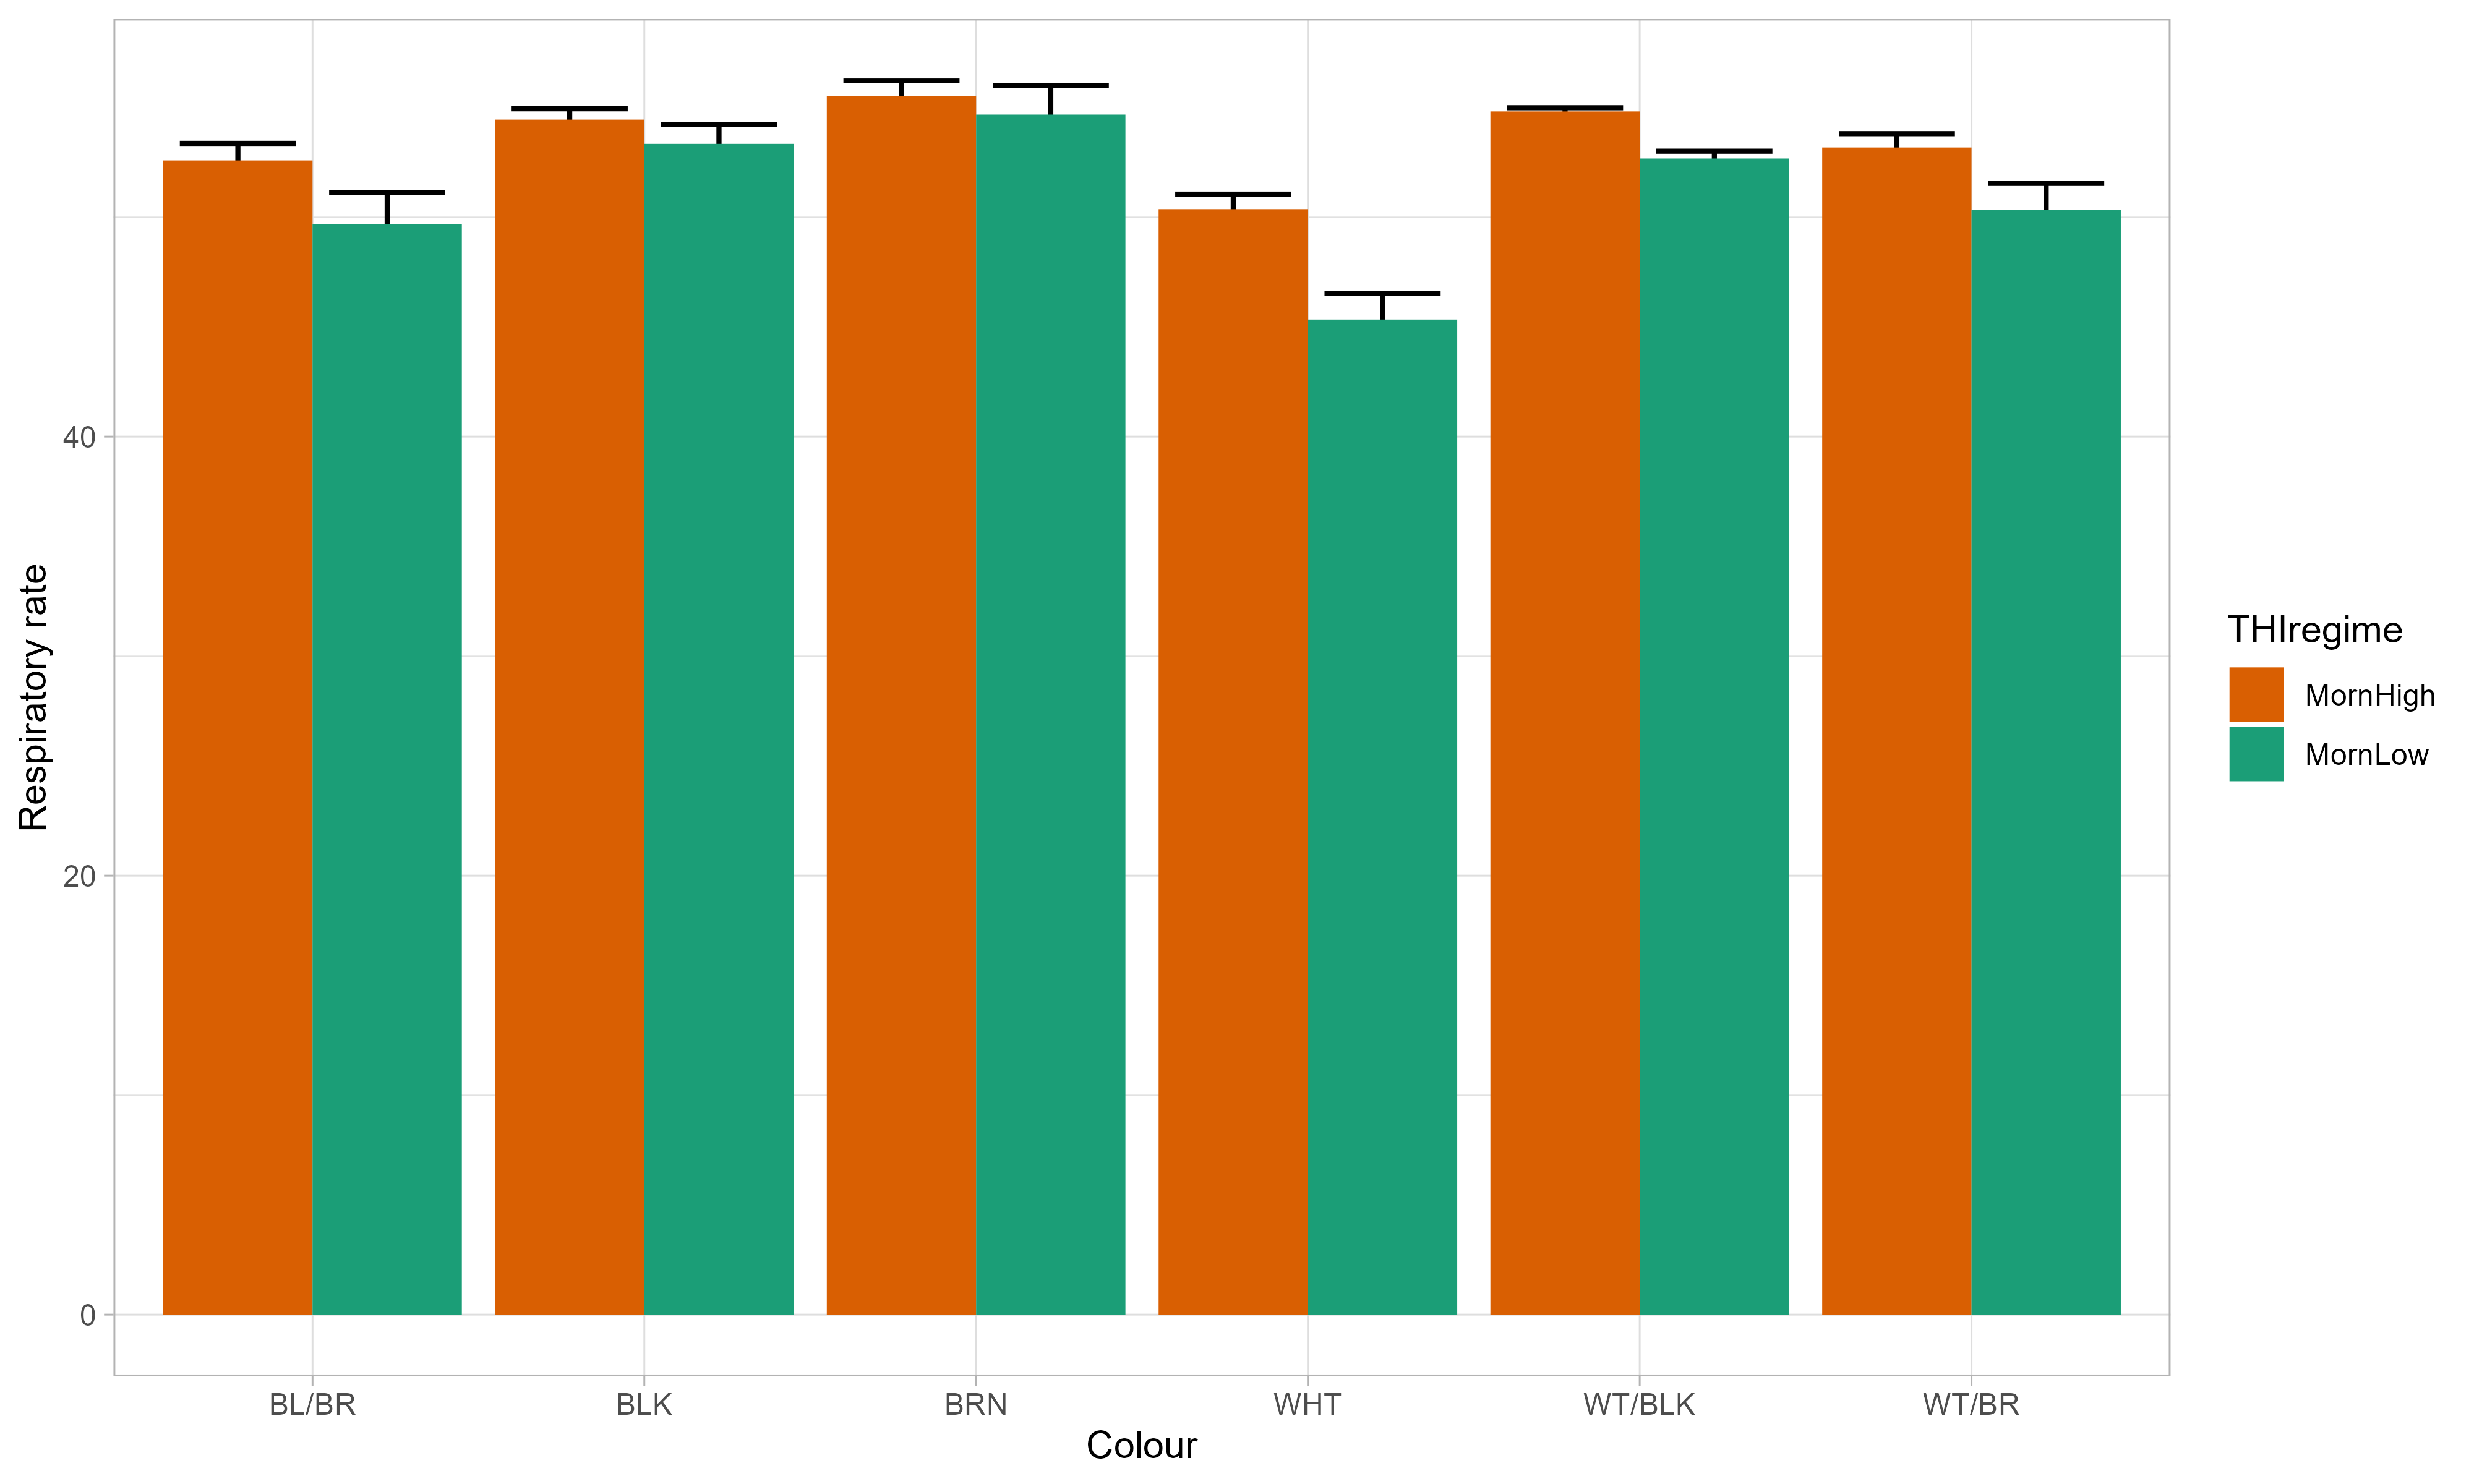 Respiratory rate
40
20
0
BL/BR
BLK
BRN
WHT
WT/BLK
WT/BR
Colour
THIregime
MornHigh
MornLow